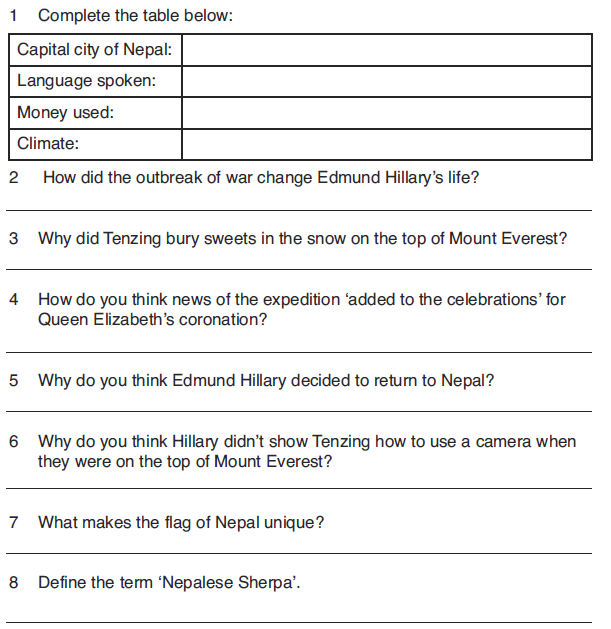 1 Complete the table below:
Capital city of Nepal:
Language spoken:
Money used:
Climate:
2 How did the outbreak of war change Edmund Hillary’s life?
3 Why did Tenzing bury sweets in the snow on the top of Mount Everest?
4 How do you think news of the expedition ‘added to the celebrations’ for
Queen Elizabeth’s coronation?
5 Why do you think Edmund Hillary decided to return to Nepal?
6 Why do you think Hillary didn’t show Tenzing how to use a camera when
they were on the top of Mount Everest?
7 What makes the flag of Nepal unique?
8 Define the term ‘Nepalese Sherpa’.